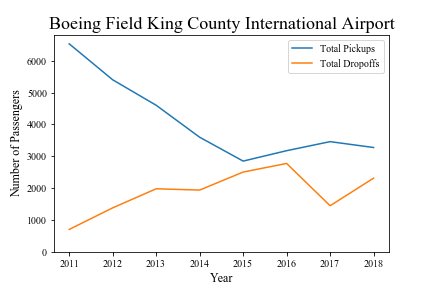 Boeing Field King County International Airport
Total Pickups
Total Dropoffs
Number of Passengers
6000
5000
4000
3000
2000
1000
0
2011 2012 2013 2014 2015 2016 2017 2018
Year